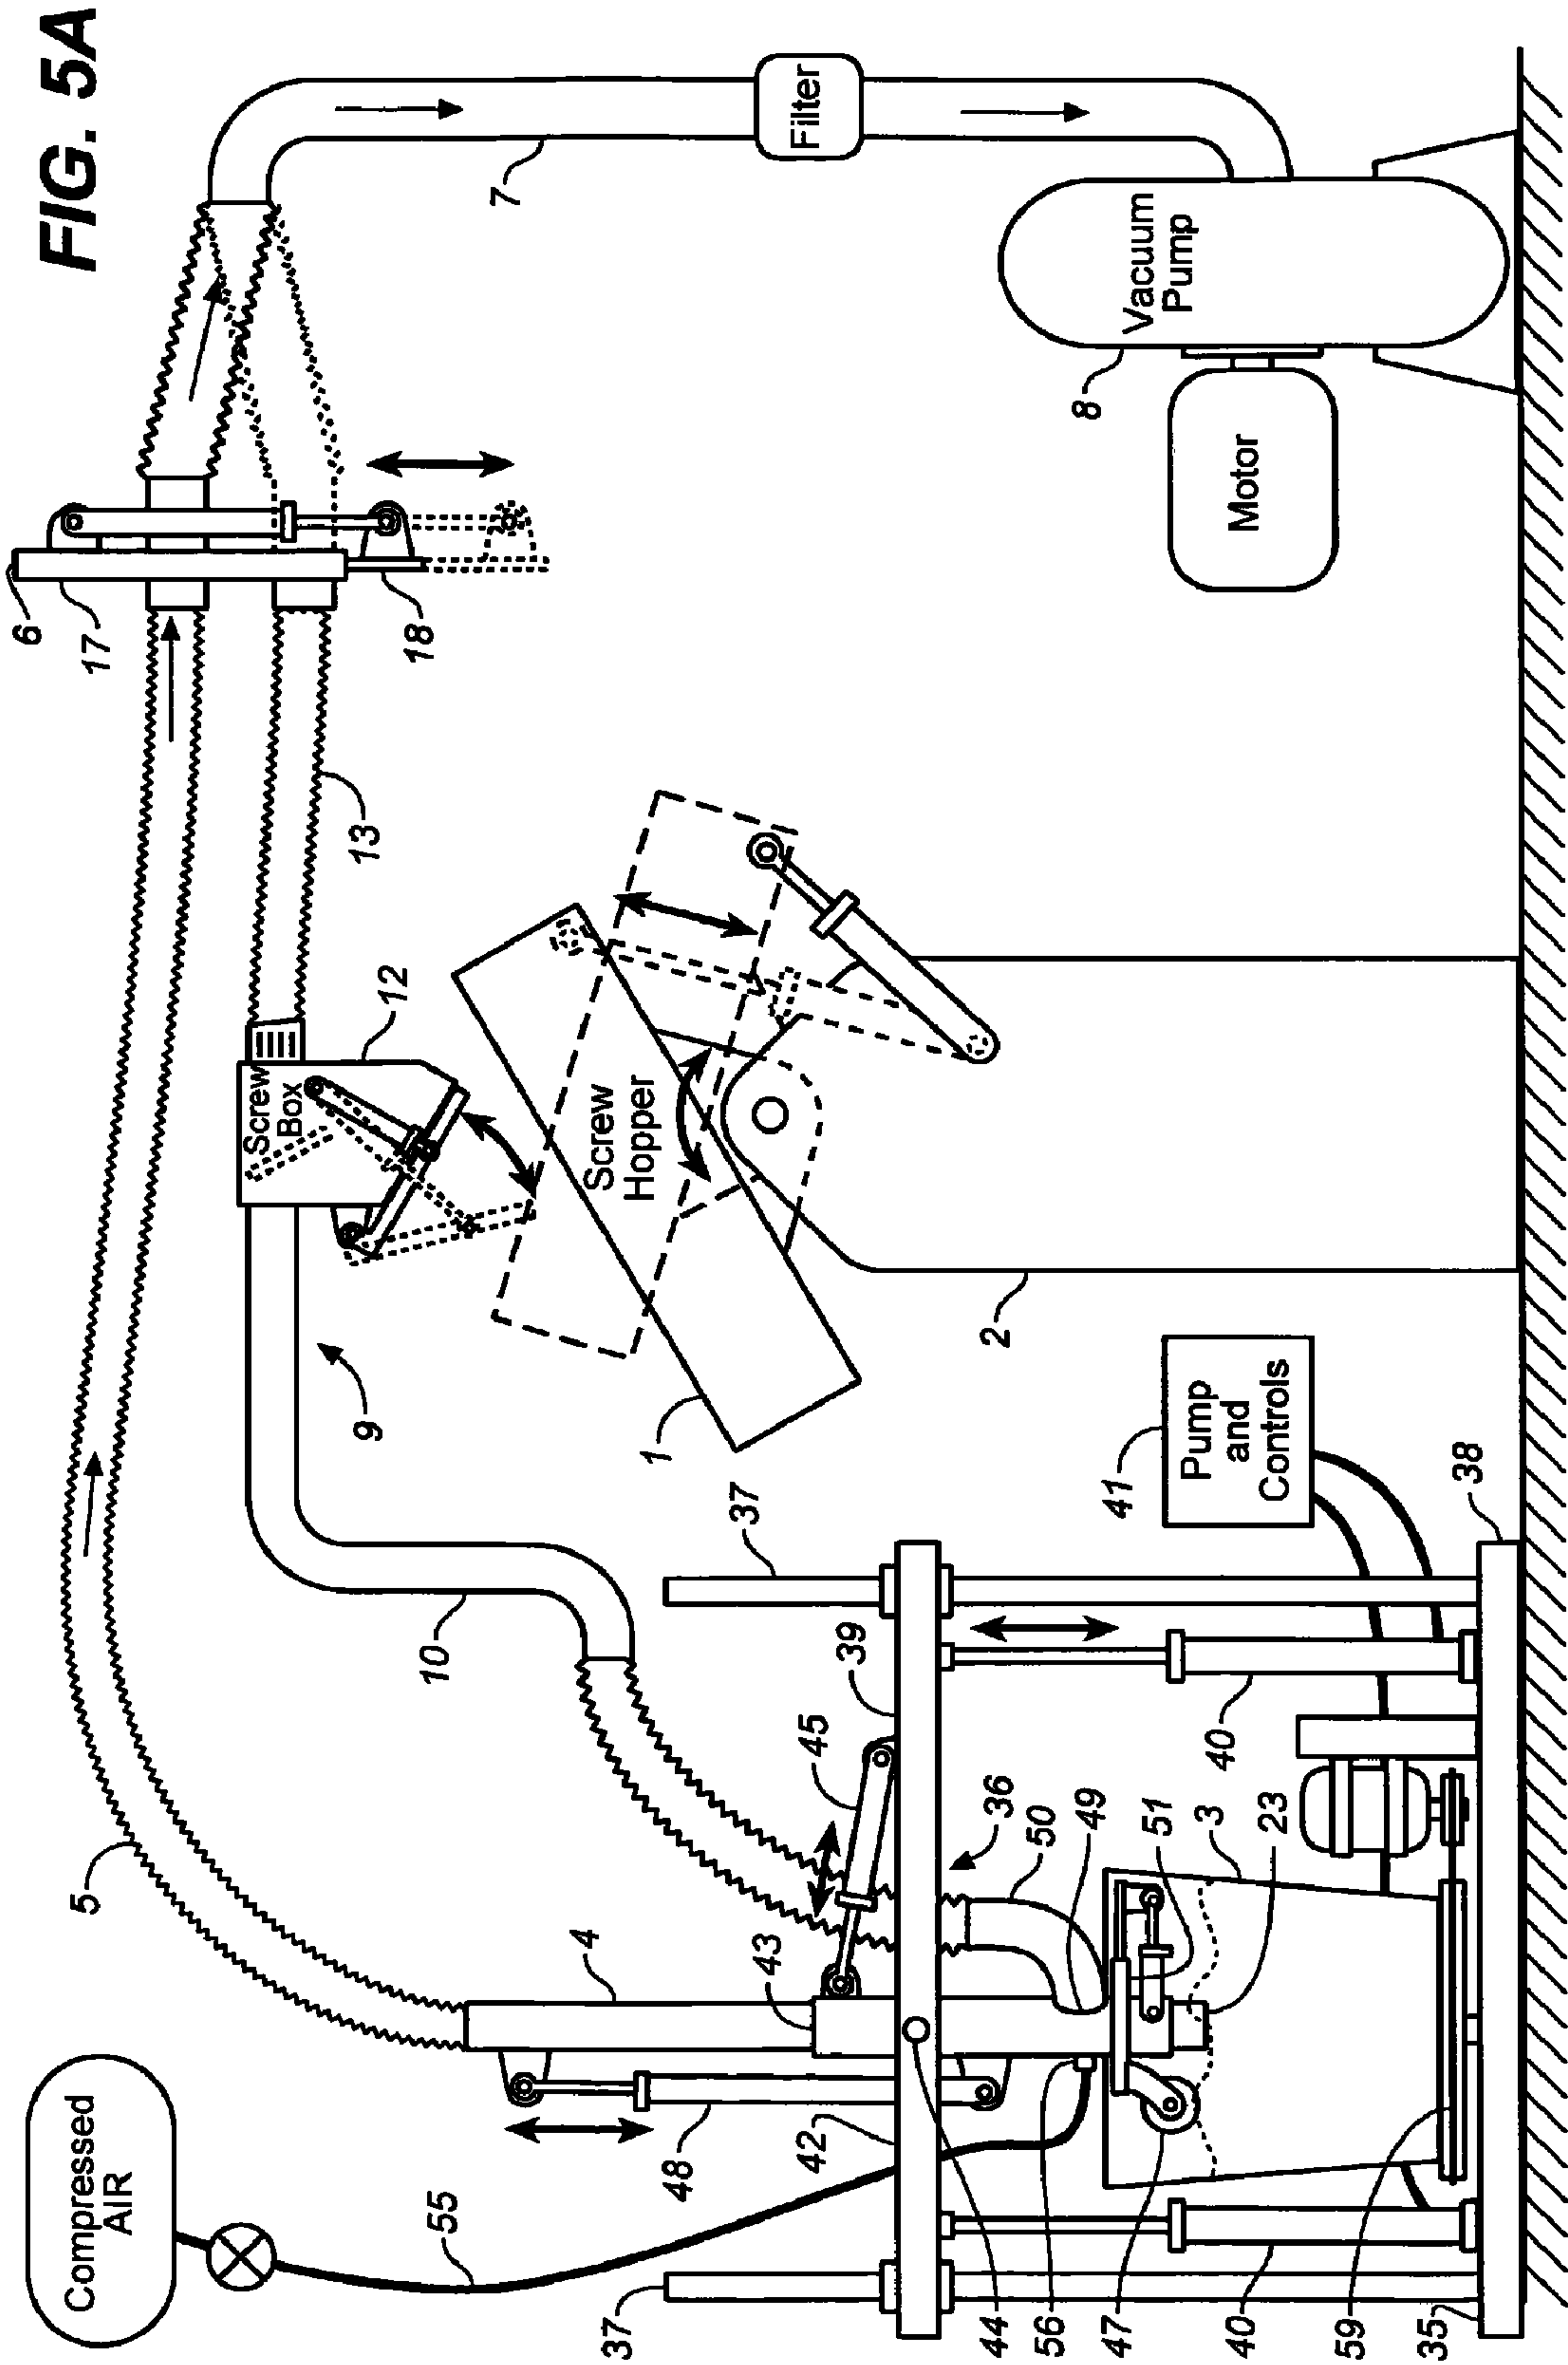 FIG. 5A
Compressed
AIR
55
5
6
17
18
7
Filter
Vacuum
Pump
8
Motor
13
12
Screw
Box
Screw
Hopper
9
10
1
2
4
43
45
48
42
39
36
50
49
51
3
23
37
37
41
Pump
and
Controls
38
40
40
44
56
47
59
35